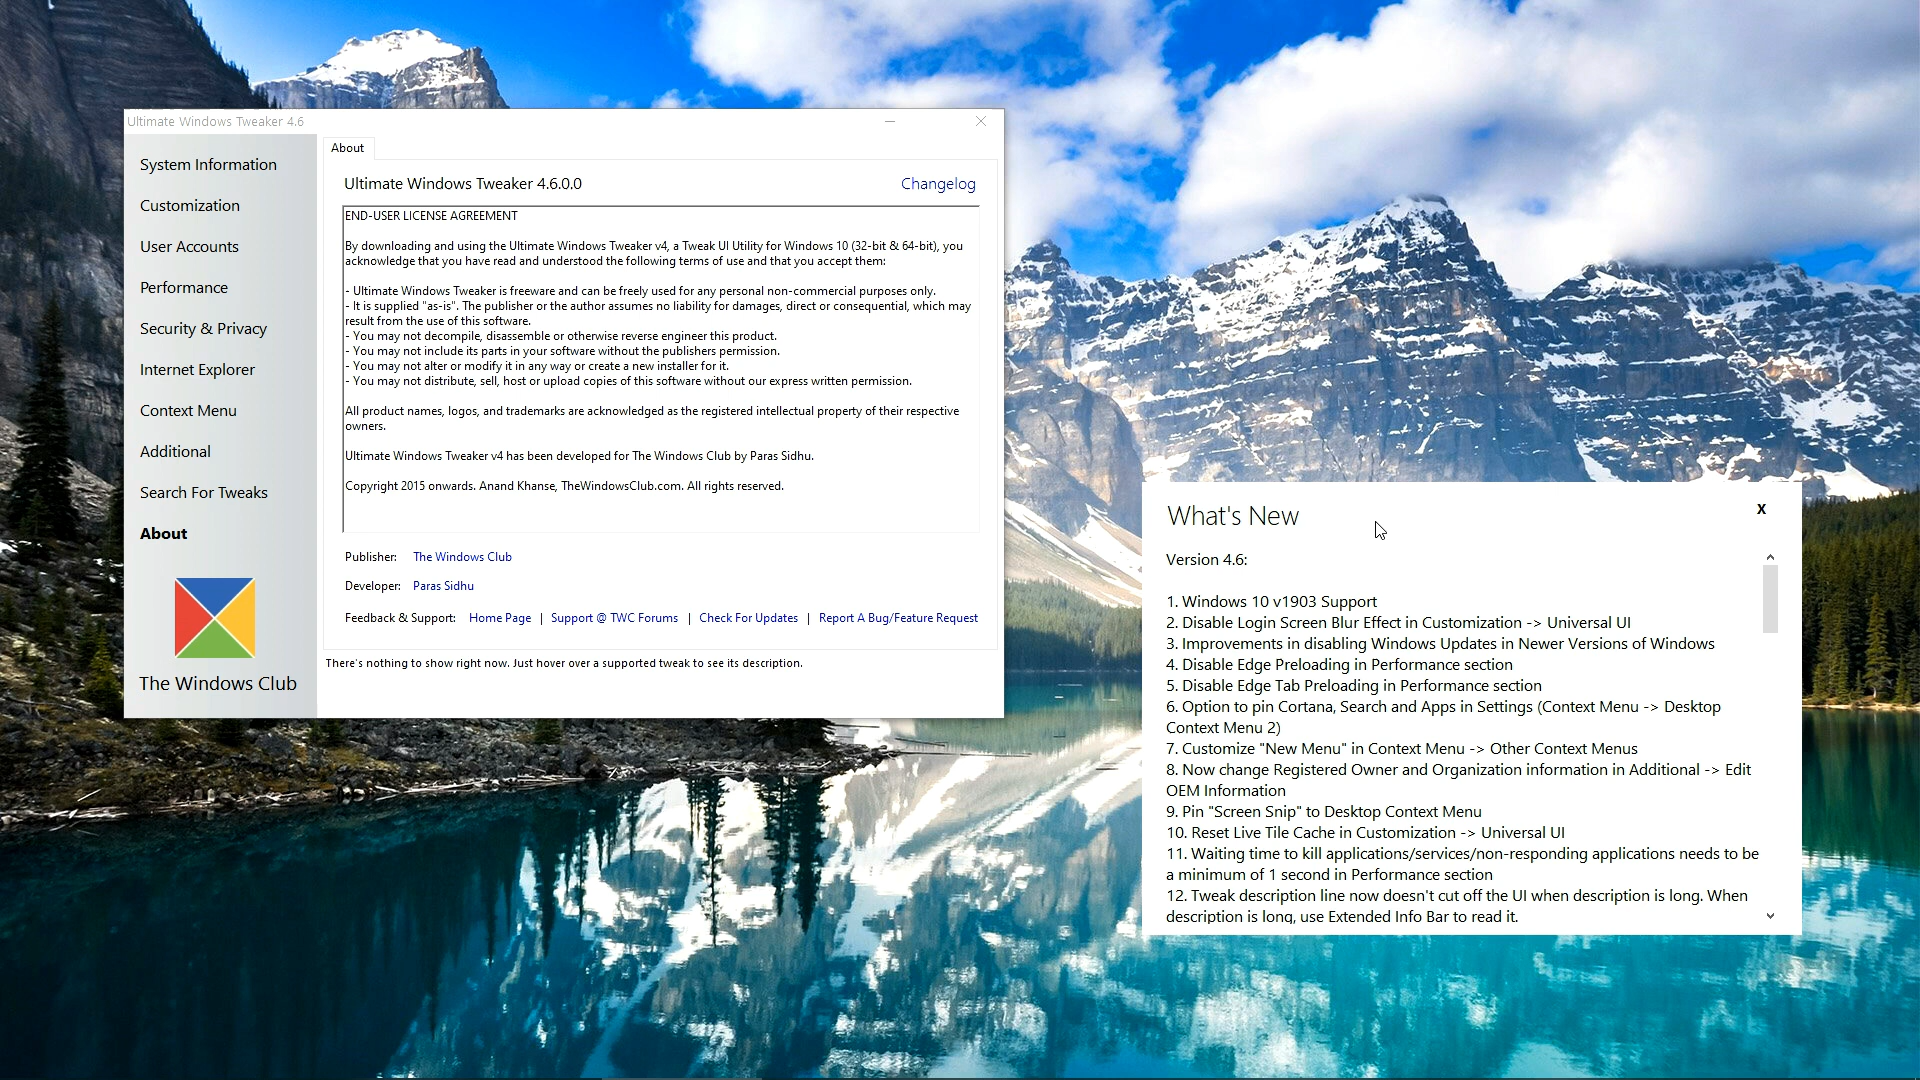 Ultimate Windows Tweaker 4.6
System Information
Customization
User Accounts
Performance
Security & Privacy
Internet Explorer
Context Menu
Additional
Search For Tweaks
About
The Windows Club
About
Ultimate Windows Tweaker 4.6.0.0
Changelog
END-USER LICENSE AGREEMENT
By downloading and using the Ultimate Windows Tweaker v4, a Tweak UI Utility for Windows 10 (32-bit & 64-bit), you
acknowledge that you have read and understood the following terms of use and that you accept them:
- Ultimate Windows Tweaker is freeware and can be freely used for any personal non-commercial purposes only.
- It is supplied "as-is". The publisher or the author assumes no liability for damages, direct or consequential, which may
result from the use of this software.
- You may not decompile, disassemble or otherwise reverse engineer this product.
- You may not include its parts in your software without the publishers permission.
- You may not alter or modify it in any way or create a new installer for it.
- You may not distribute, sell, host or upload copies of this software without our express written permission.
All product names, logos, and trademarks are acknowledged as the registered intellectual property of their respective
owners.
Ultimate Windows Tweaker v4 has been developed for The Windows Club by Paras Sidhu.
Copyright 2015 onwards. Anand Khanse, TheWindowsClub.com. All rights reserved.
Publisher: The Windows Club
Developer: Paras Sidhu
Feedback & Support: Home Page | Support @ TWC Forums | Check For Updates | Report A Bug/Feature Request
There's nothing to show right now. Just hover over a supported tweak to see its description.
What's New
X
Version 4.6:
1. Windows 10 v1903 Support
2. Disable Login Screen Blur Effect in Customization -> Universal UI
3. Improvements in disabling Windows Updates in Newer Versions of Windows
4. Disable Edge Preloading in Performance section
5. Disable Edge Tab Preloading in Performance section
6. Option to pin Cortana, Search and Apps in Settings (Context Menu -> Desktop
Context Menu 2)
7. Customize "New Menu" in Context Menu -> Other Context Menus
8. Now change Registered Owner and Organization information in Additional -> Edit
OEM Information
9. Pin "Screen Snip" to Desktop Context Menu
10. Reset Live Tile Cache in Customization -> Universal UI
11. Waiting time to kill applications/services/non-responding applications needs to be
a minimum of 1 second in Performance section
12. Tweak description line now doesn't cut off the UI when description is long. When
description is long, use Extended Info Bar to read it.